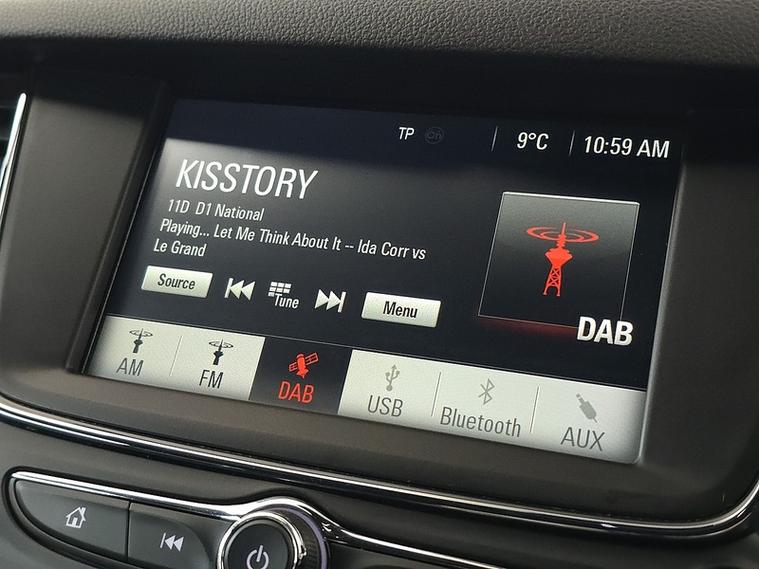 TP
9°C
10:59 AM
KISSTORY
11D D1 National
Playing... Let Me Think About It -- Ida Corr vs
Le Grand
Source
Tune
Menu
DAB
AM
FM
DAB
USB
Bluetooth
AUX